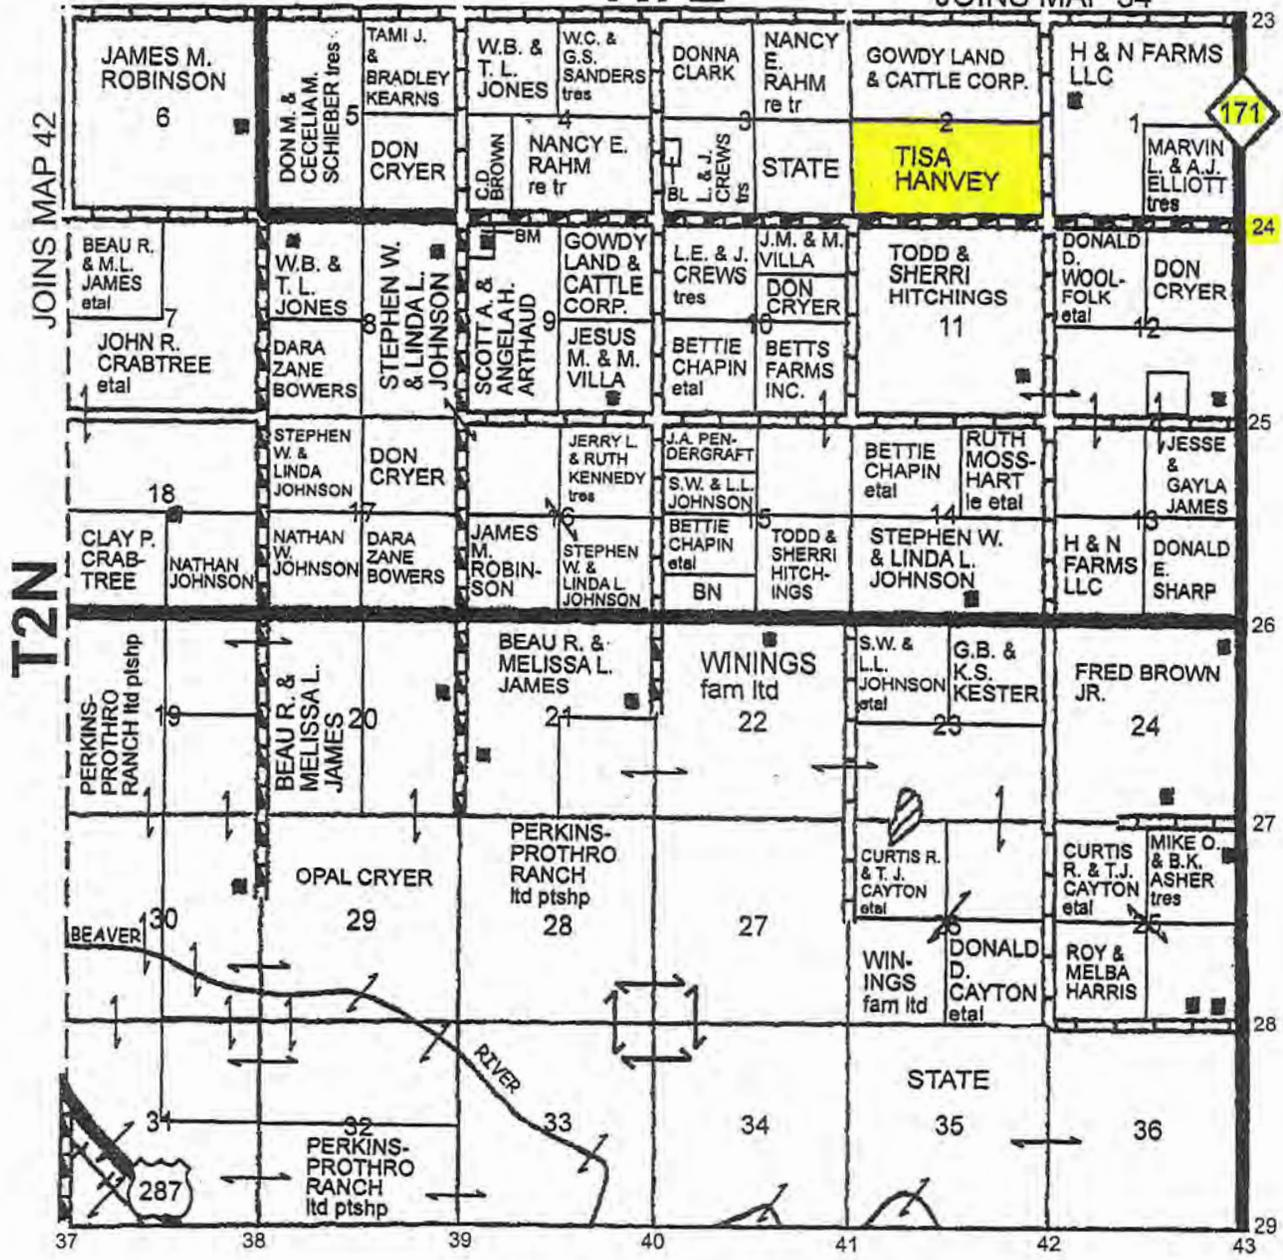 JOINS MAP 42
T2N
JAMES M.
ROBINSON
6
DON M. &
CECELIA M.
SCHIEBER tres
TAMI J.
&
BRADLEY
KEARNS
5
DON
CRYER
W.B. &
T. L.
JONES
W.C. &
G.S.
SANDERS
tres
4
C.D.
BROWN
NANCY E.
RAHM
re tr
DONNA
CLARK
NANCY
E.
RAHM
re tr
3
BL
L. & J.
CREWS
trs
STATE
GOWDY LAND
& CATTLE CORP.
2
TISA
HANVEY
H & N FARMS
LLC
1
MARVIN
L. & A.J.
ELLIOTT
tres
23
171
24
BEAU R.
& M.L.
JAMES
etal
7
JOHN R.
CRABTREE
etal
W.B. &
T. L.
JONES
8
DARA
ZANE
BOWERS
STEPHEN W.
& LINDA L.
JOHNSON
BM
SCOTT A. &
ANGELA H.
ARTHAUD
GOWDY
LAND &
CATTLE
CORP.
9
JESUS
M. & M.
VILLA
L.E. & J.
CREWS
tres
J.M. & M.
VILLA
DON
CRYER
10
BETTIE
CHAPIN
etal
BETTS
FARMS
INC.
TODD &
SHERRI
HITCHINGS
11
DONALD
D.
WOOL-
FOLK
etal
DON
CRYER
12
25
18
CLAY P.
CRAB-
TREE
NATHAN
JOHNSON
STEPHEN
W. &
LINDA
JOHNSON
DON
CRYER
17
NATHAN
W.
JOHNSON
DARA
ZANE
BOWERS
JERRY L.
& RUTH
KENNEDY
tres
16
JAMES
M.
ROBIN-
SON
STEPHEN
W. &
LINDA L.
JOHNSON
J.A. PEN-
DERGRAFT
S.W. & L.L.
JOHNSON
15
BETTIE
CHAPIN
etal
BN
TODD &
SHERRI
HITCH-
INGS
BETTIE
CHAPIN
etal
RUTH
MOSS-
HART
le etal
14
STEPHEN W.
& LINDA L.
JOHNSON
JESSE
&
GAYLA
JAMES
13
H & N
FARMS
LLC
DONALD
E.
SHARP
26
PERKINS-
PROTHRO
RANCH ltd ptshp
19
BEAU R. &
MELISSA L.
JAMES
20
BEAU R. &
MELISSA L.
JAMES
21
WININGS
fam ltd
22
S.W. &
L.L.
JOHNSON
etal
G.B. &
K.S.
KESTER
23
FRED BROWN
JR.
24
27
30
BEAVER
OPAL CRYER
29
PERKINS-
PROTHRO
RANCH
ltd ptshp
28
27
CURTIS R.
& T. J.
CAYTON
etal
WIN-
INGS
fam ltd
DONALD
D.
CAYTON
etal
CURTIS
R. & T.J.
CAYTON
etal
MIKE O.
& B.K.
ASHER
tres
25
ROY &
MELBA
HARRIS
28
RIVER
31
32
PERKINS-
PROTHRO
RANCH
ltd ptshp
287
33
34
STATE
35
36
29
37
38
39
40
41
42
43